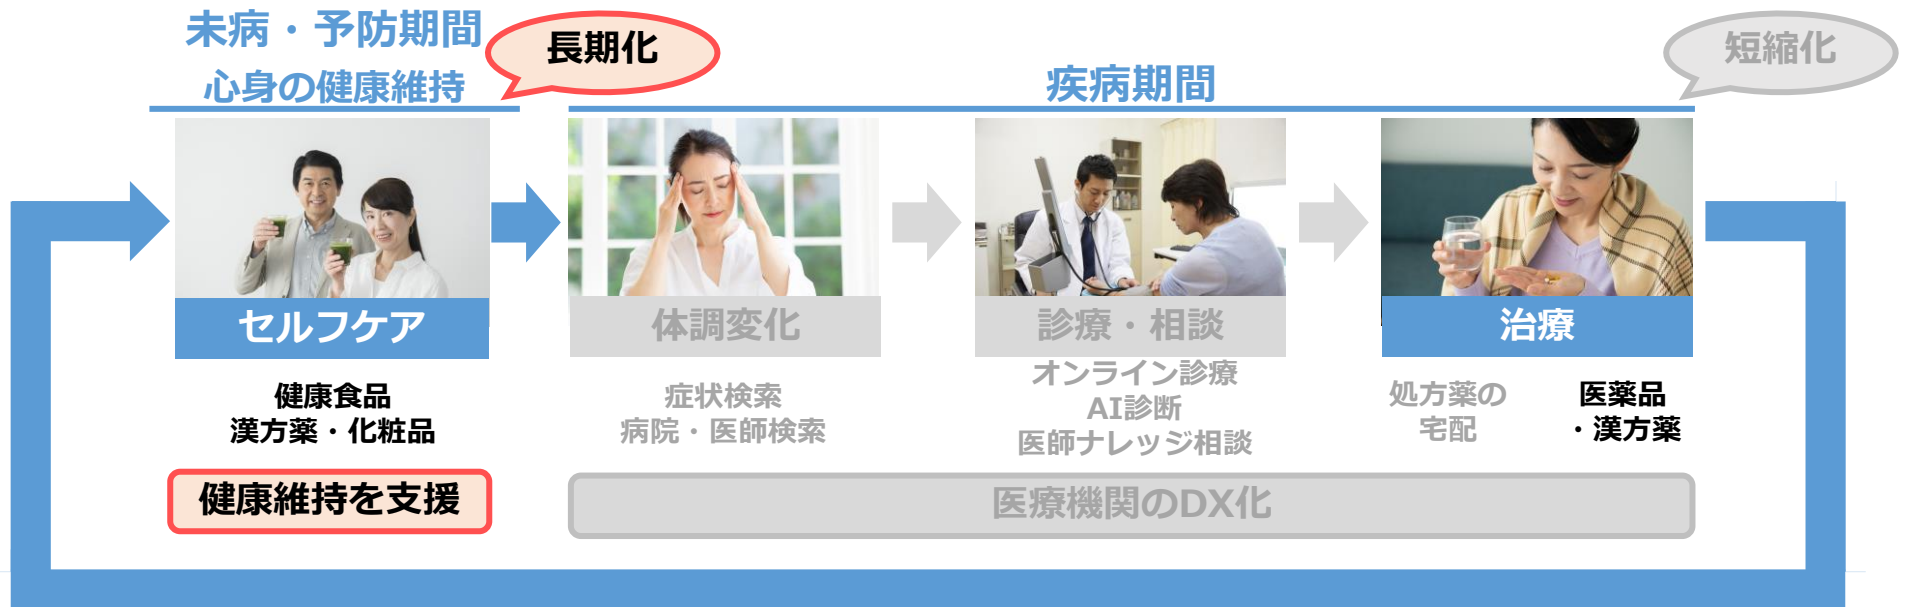 未病・予防期間
心身の健康維持
長期化
疾病期間
短縮化
セルフケア
健康食品
漢方薬・化粧品
健康維持を支援
体調変化
症状検索
病院・医師検索
診療・相談
オンライン診療
AI診断
医師ナレッジ相談
治療
処方薬の
宅配
医薬品
・漢方薬
医療機関のDX化